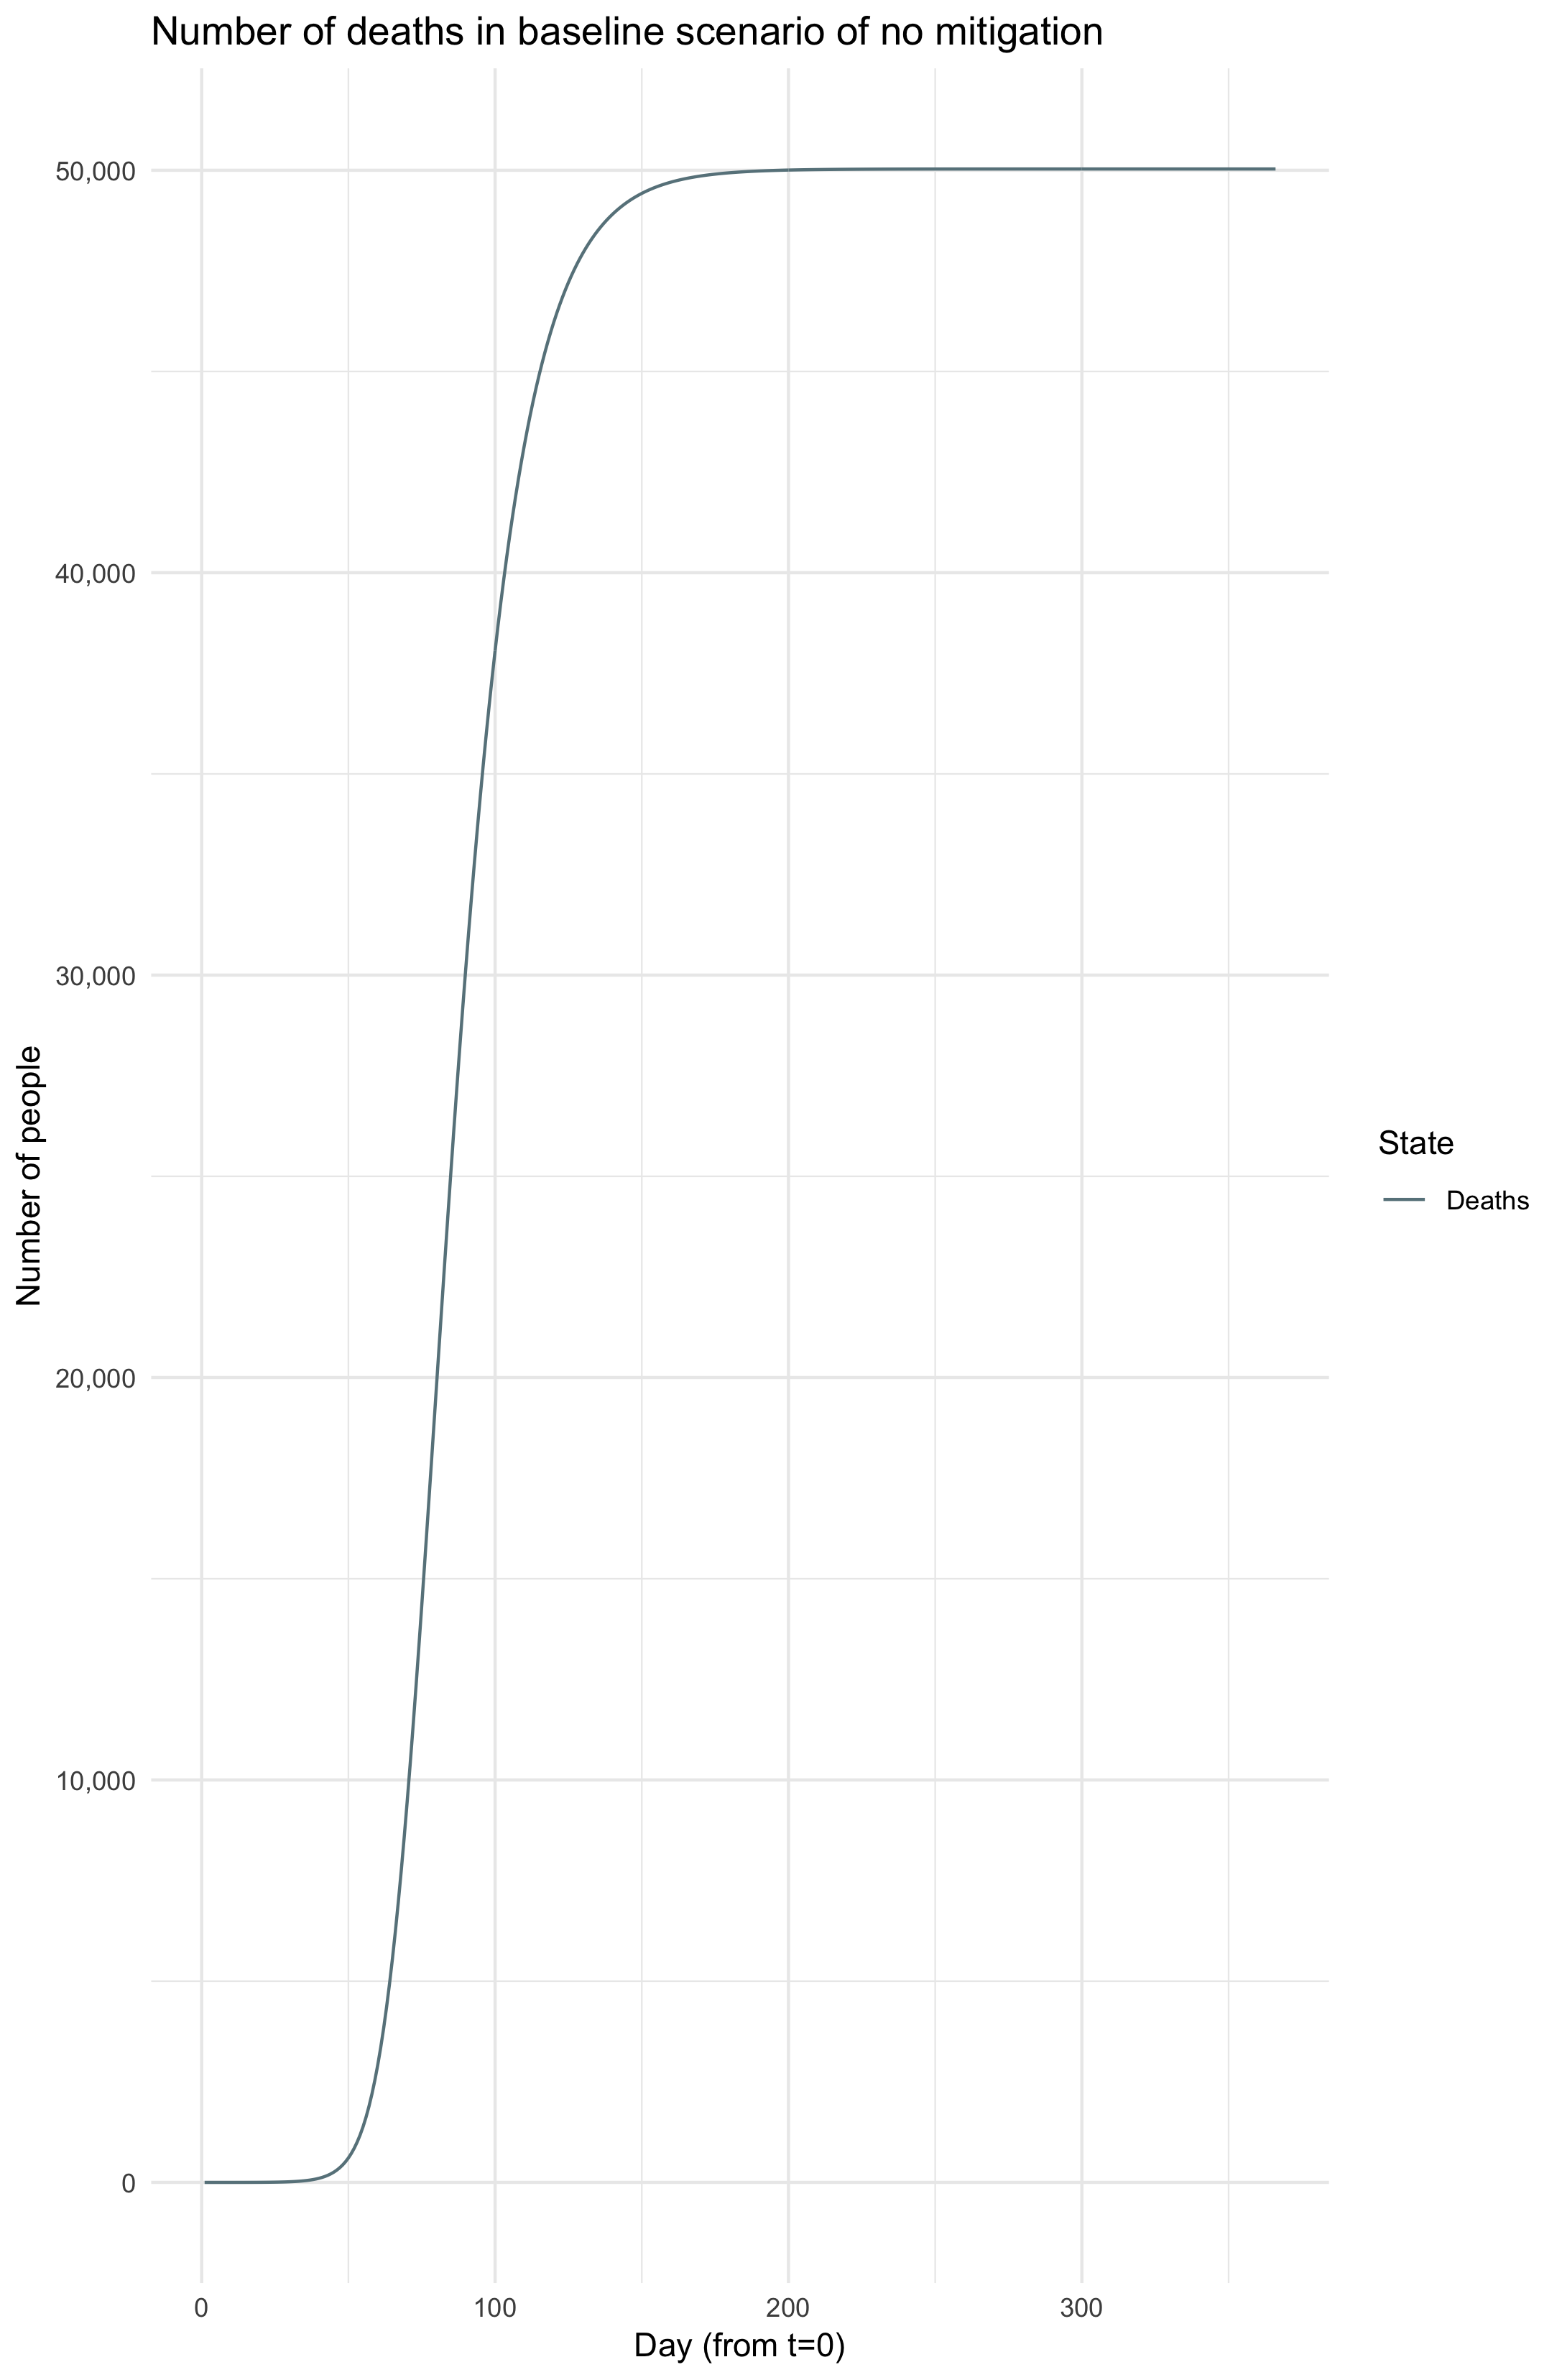 Number of deaths in baseline scenario of no mitigation
50,000
40,000
30,000
20,000
10,000
0
Number of people
0 100 200 300
Day (from t=0)
State
Deaths